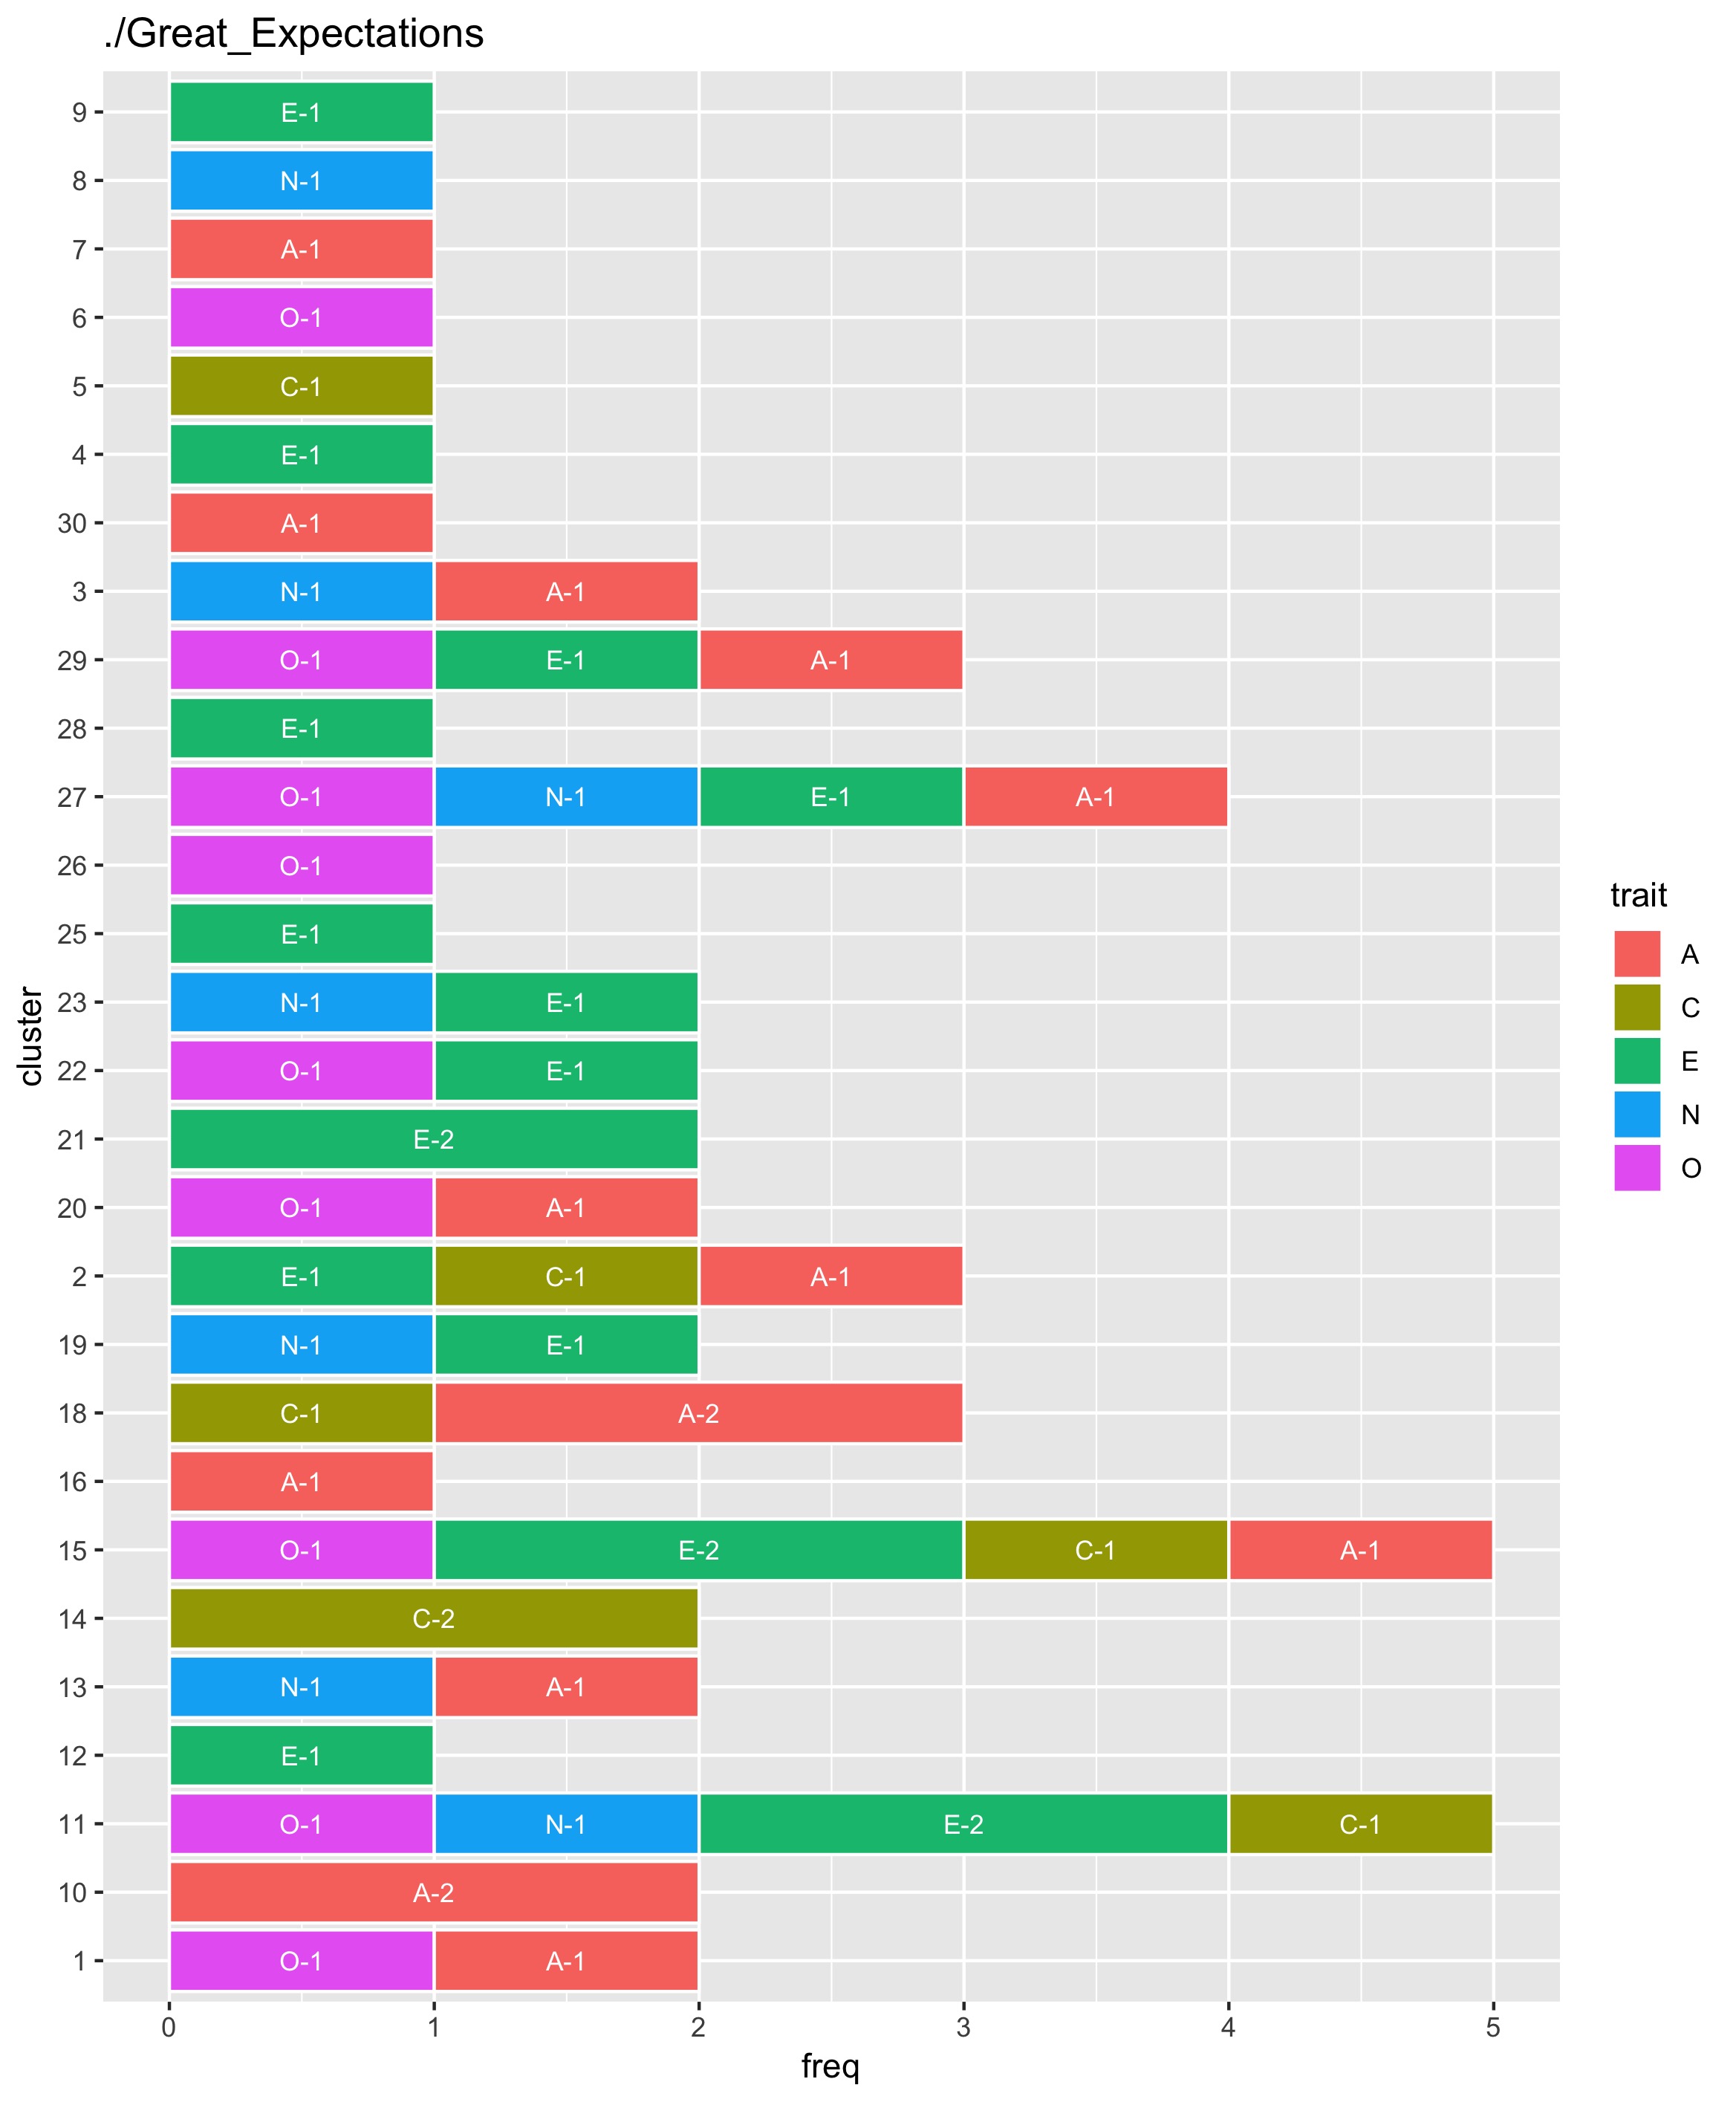 ./Great_Expectations
9 E-1
8 N-1
7 A-1
6 O-1
5 C-1
4 E-1
30 A-1
3 N-1 A-1
29 O-1 E-1 A-1
28 E-1
27 O-1 N-1 E-1 A-1
26 O-1
25 E-1
23 N-1 E-1
22 O-1 E-1
21 E-2
20 O-1 A-1
2 E-1 C-1 A-1
19 N-1 E-1
18 C-1 A-2
16 A-1
15 O-1 E-2 C-1 A-1
14 C-2
13 N-1 A-1
12 E-1
11 O-1 N-1 E-2 C-1
10 A-2
1 O-1 A-1
0 1 2 3 4 5
freq
cluster
trait
A
C
E
N
O